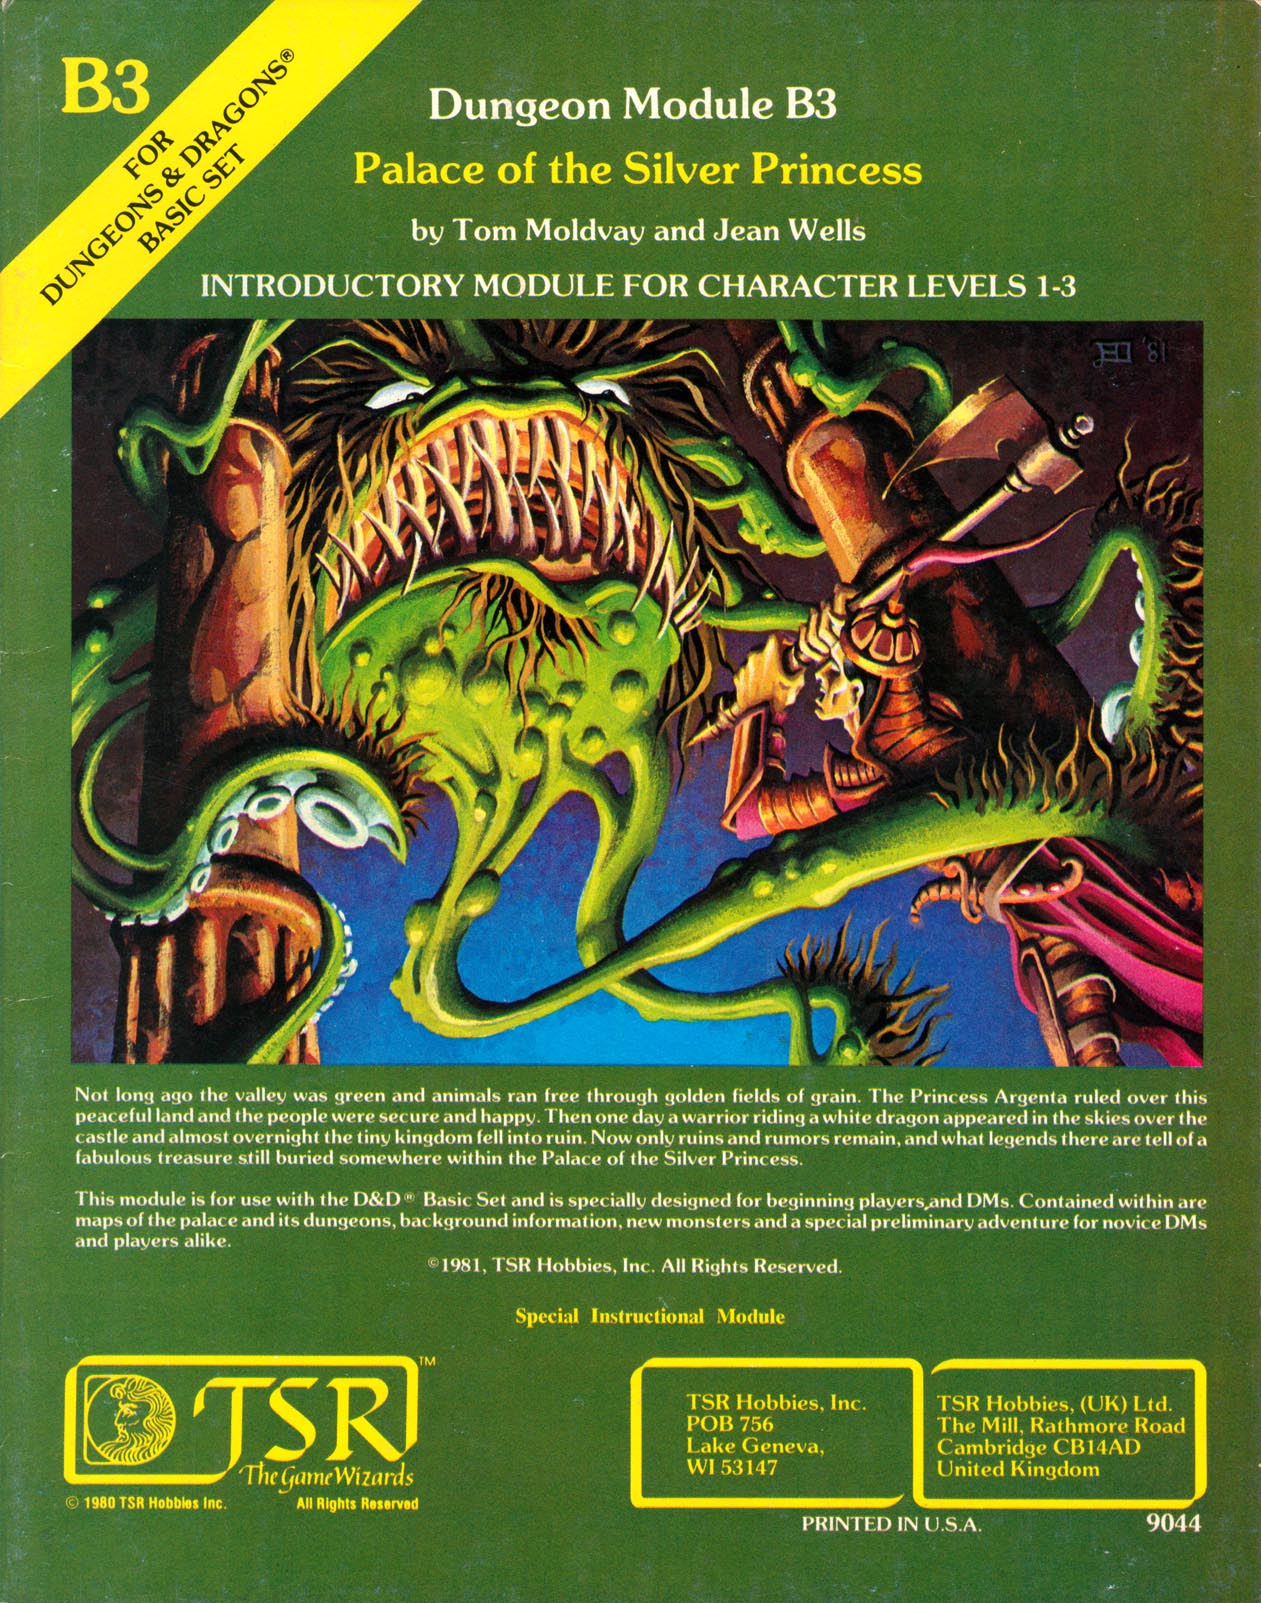 B3
FOR
DUNGEONS & DRAGONS®
BASIC SET
Dungeon Module B3
Palace of the Silver Princess
by Tom Moldvay and Jean Wells
INTRODUCTORY MODULE FOR CHARACTER LEVELS 1-3
'81
Not long ago the valley was green and animals ran free through golden fields of grain. The Princess Argenta ruled over this
peaceful land and the people were secure and happy. Then one day a warrior riding a white dragon appeared in the skies over the
castle and almost overnight the tiny kingdom fell into ruin. Now only ruins and rumors remain, and what legends there are tell of a
fabulous treasure still buried somewhere within the Palace of the Silver Princess.
This module is for use with the D&D® Basic Set and is specially designed for beginning players and DMs. Contained within are
maps of the palace and its dungeons, background information, new monsters and a special preliminary adventure for novice DMs
and players alike.
©1981, TSR Hobbies, Inc. All Rights Reserved.
Special Instructional Module
TSR™
The Game Wizards
© 1980 TSR Hobbies Inc. All Rights Reserved
TSR Hobbies, Inc.
POB 756
Lake Geneva,
WI 53147
TSR Hobbies, (UK) Ltd.
The Mill, Rathmore Road
Cambridge CB14AD
United Kingdom
PRINTED IN U.S.A.
9044